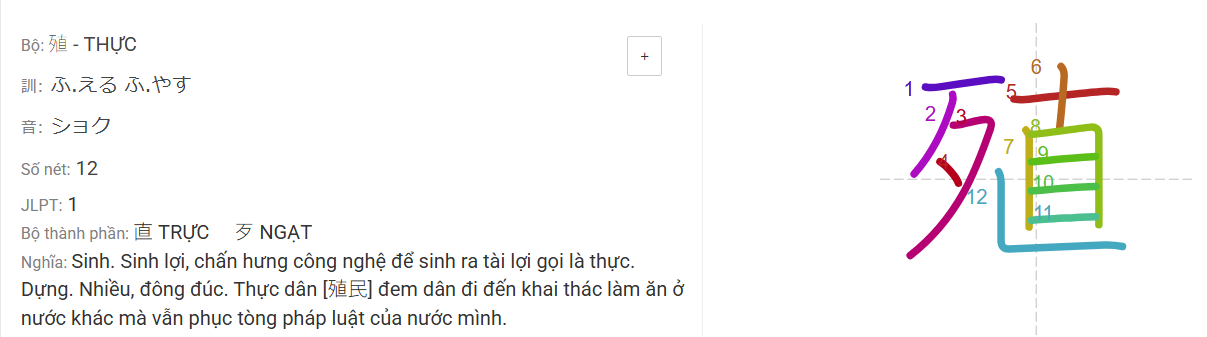 Bộ: 殖 - THỰC
+
訓: ふ.える ふ.やす
音: ショク
Số nét: 12
JLPT: 1
Bộ thành phần: 直 TRỰC 歹 NGẠT
Nghĩa: Sinh. Sinh lợi, chấn hưng công nghệ để sinh ra tài lợi gọi là thực.
Dựng. Nhiều, đông đúc. Thực dân [殖民] đem dân đi đến khai thác làm ăn ở
nước khác mà vẫn phục tòng pháp luật của nước mình.
殖
1
2
3
4
5
6
7
8
9
10
11
12